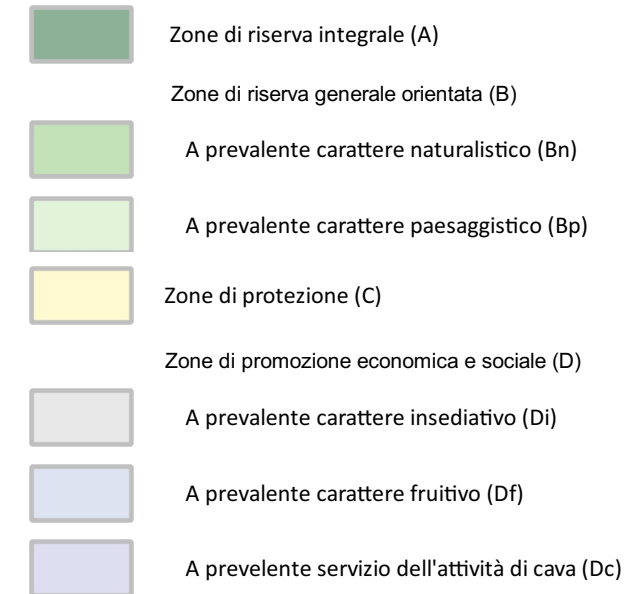 Zone di riserva integrale (A)
Zone di riserva generale orientata (B)
A prevalente carattere naturalistico (Bn)
A prevalente carattere paesaggistico (Bp)
Zone di protezione (C)
Zone di promozione economica e sociale (D)
A prevalente carattere insediativo (Di)
A prevalente carattere fruitivo (Df)
A prevelente servizio dell'attività di cava (Dc)